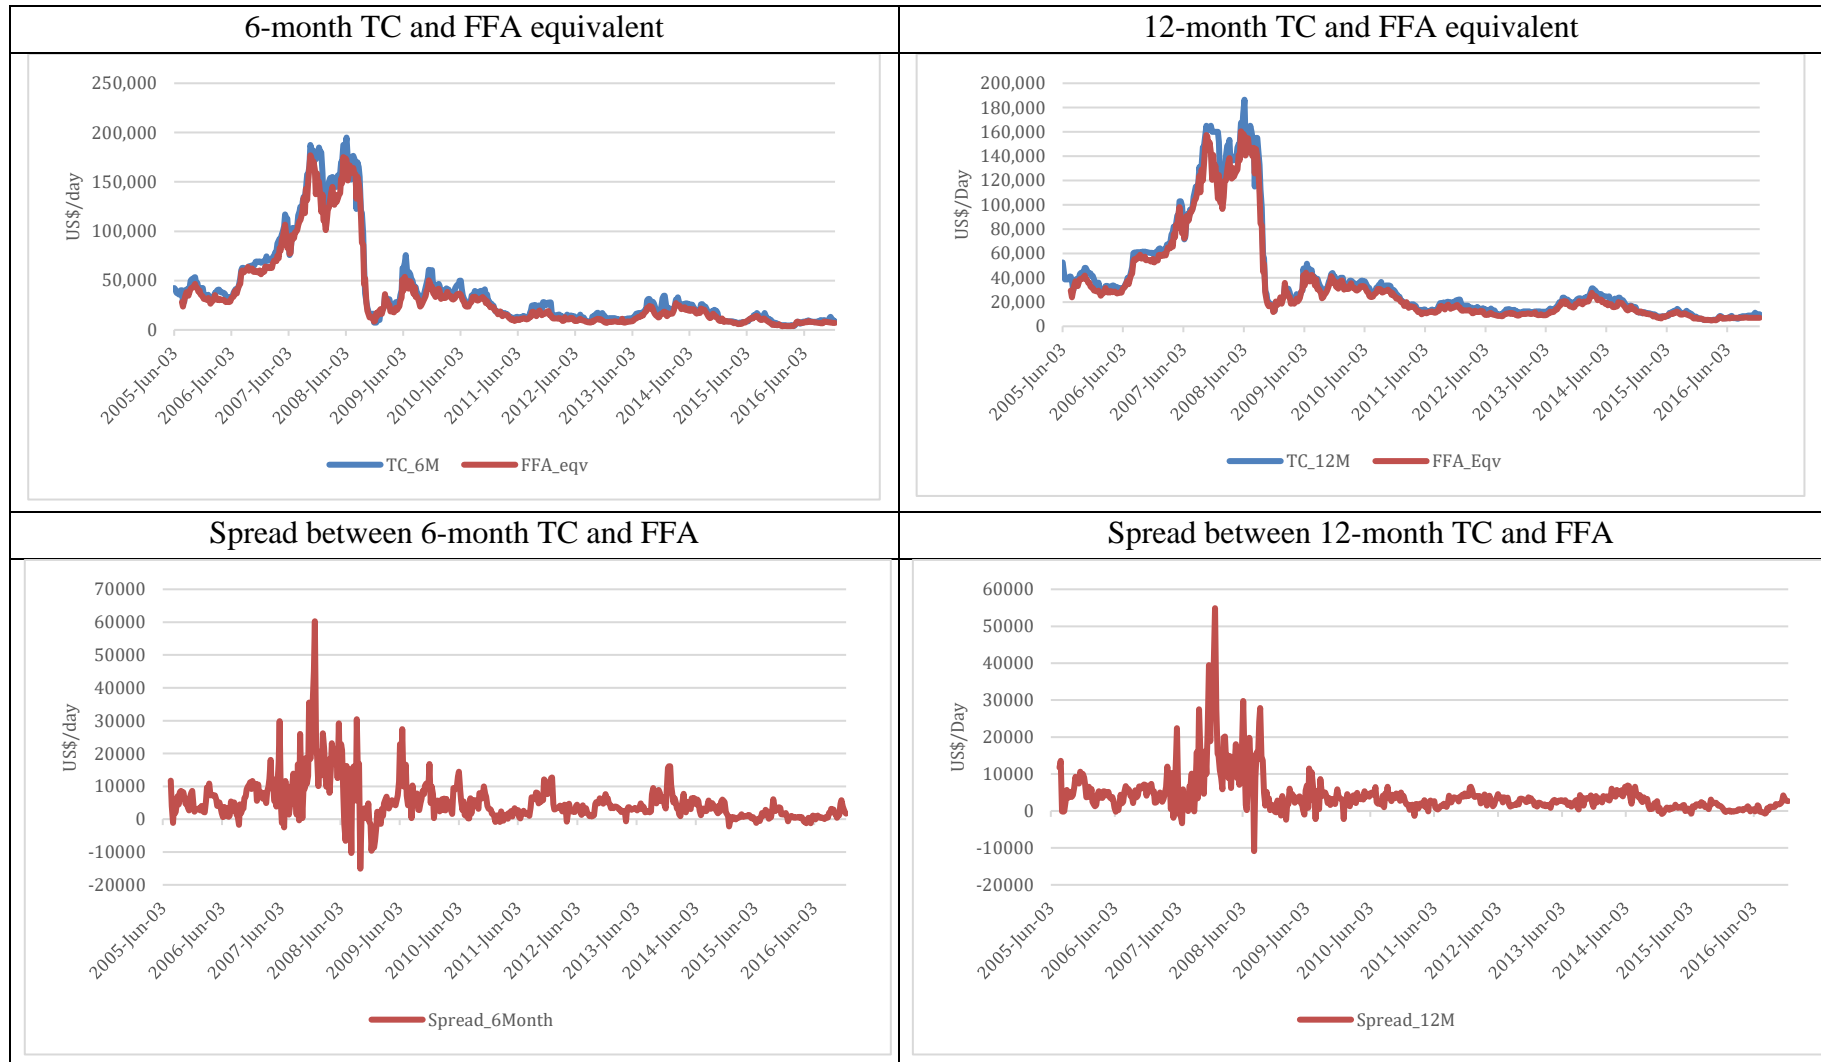 6-month TC and FFA equivalent
12-month TC and FFA equivalent
250,000
200,000
150,000
100,000
50,000
0
US$/day
2005-Jun-03
2006-Jun-03
2007-Jun-03
2008-Jun-03
2009-Jun-03
2010-Jun-03
2011-Jun-03
2012-Jun-03
2013-Jun-03
2014-Jun-03
2015-Jun-03
2016-Jun-03
TC_6M
FFA_eqv
200,000
180,000
160,000
140,000
120,000
100,000
80,000
60,000
40,000
20,000
0
US$/Day
2005-Jun-03
2006-Jun-03
2007-Jun-03
2008-Jun-03
2009-Jun-03
2010-Jun-03
2011-Jun-03
2012-Jun-03
2013-Jun-03
2014-Jun-03
2015-Jun-03
2016-Jun-03
TC_12M
FFA_Eqv
Spread between 6-month TC and FFA
Spread between 12-month TC and FFA
70000
60000
50000
40000
30000
20000
10000
0
-10000
-20000
US$/day
2005-Jun-03
2006-Jun-03
2007-Jun-03
2008-Jun-03
2009-Jun-03
2010-Jun-03
2011-Jun-03
2012-Jun-03
2013-Jun-03
2014-Jun-03
2015-Jun-03
2016-Jun-03
Spread_6Month
60000
50000
40000
30000
20000
10000
0
-10000
-20000
US$/Day
2005-Jun-03
2006-Jun-03
2007-Jun-03
2008-Jun-03
2009-Jun-03
2010-Jun-03
2011-Jun-03
2012-Jun-03
2013-Jun-03
2014-Jun-03
2015-Jun-03
2016-Jun-03
Spread_12M